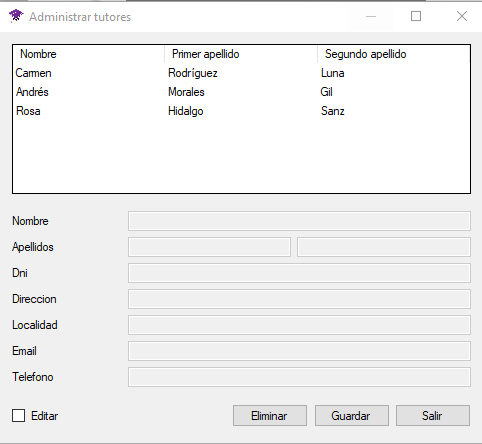 Administrar tutores
Nombre Primer apellido Segundo apellido
Carmen Rodríguez Luna
Andrés Morales Gil
Rosa Hidalgo Sanz
Nombre
Apellidos
Dni
Direccion
Localidad
Email
Telefono
Editar Eliminar Guardar Salir